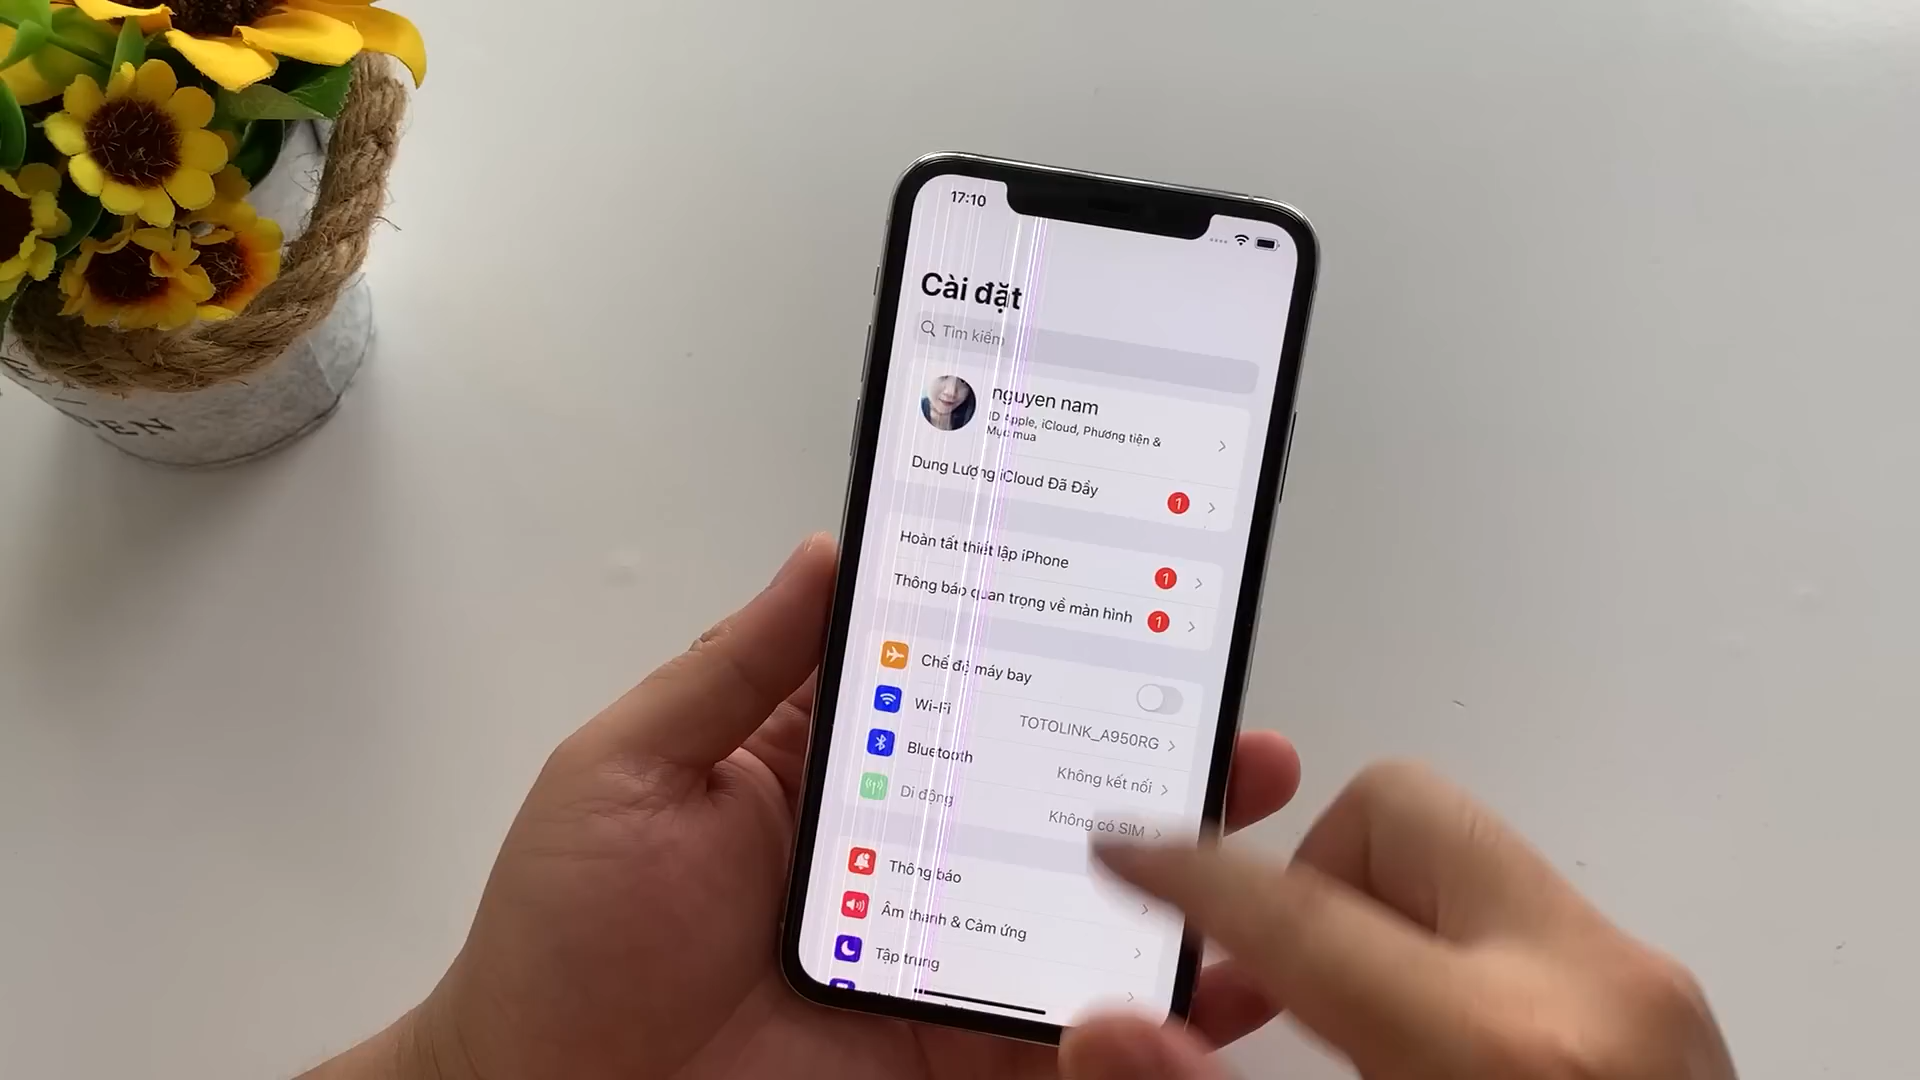 17:10
Cài đặt
Tìm kiếm
nguyen nam
ID Apple, iCloud, Phương tiện &
Mục mua
Dung Lượng iCloud Đã Đầy
1
Hoàn tất thiết lập iPhone
1
Thông báo quan trọng về màn hình
1
Chế độ máy bay
Wi-Fi
TOTOLINK_A950RG
Bluetooth
Không kết nối
Di động
Không có SIM
Thông báo
Âm thanh & Cảm ứng
Tập trung